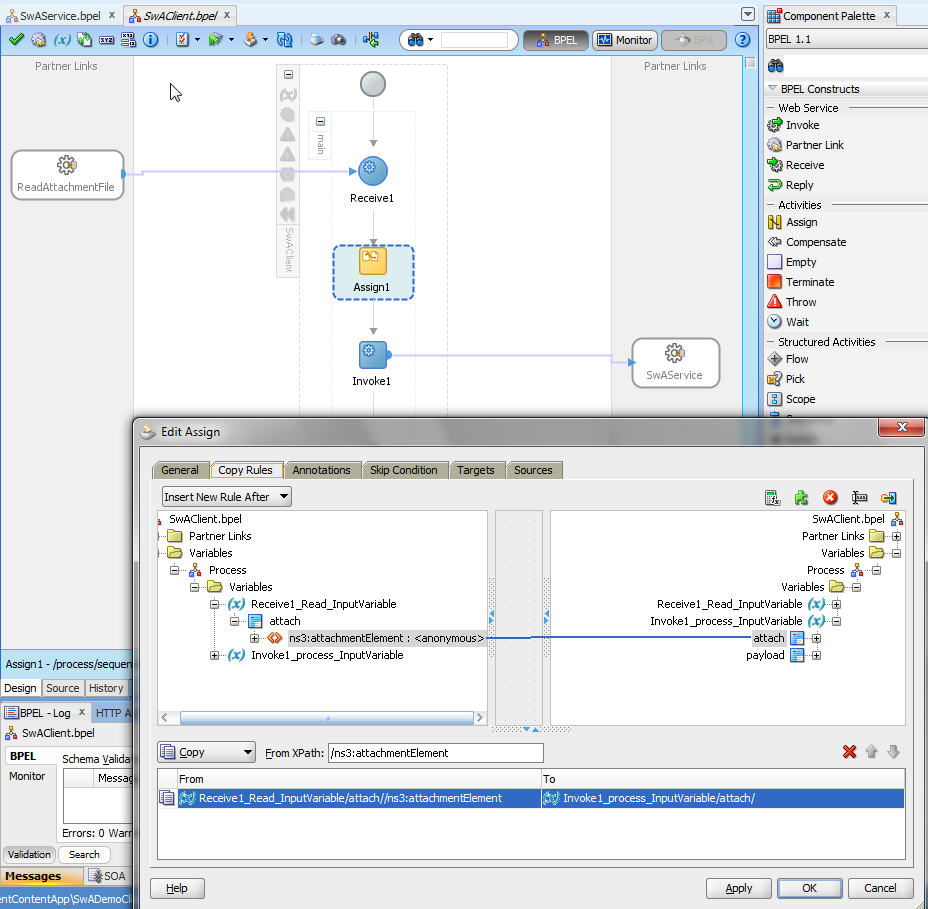 SwAService.bpel
SwAClient.bpel
Component Palette
BPEL
Monitor
BPA
BPEL 1.1
Partner Links
Partner Links
BPEL Constructs
Web Service
Invoke
Partner Link
Receive
Reply
Activities
Assign
Compensate
Empty
Terminate
Throw
Wait
Structured Activities
Flow
Pick
Scope
main
SwAClient
ReadAttachmentFile
Receive1
Assign1
Invoke1
SwAService
Edit Assign
General
Copy Rules
Annotations
Skip Condition
Targets
Sources
Insert New Rule After
SwAClient.bpel
Partner Links
Variables
Process
Variables
Receive1_Read_InputVariable
attach
ns3:attachmentElement : <anonymous>
Invoke1_process_InputVariable
SwAClient.bpel
Partner Links
Variables
Process
Variables
Receive1_Read_InputVariable
Invoke1_process_InputVariable
attach
payload
Copy
From XPath:
/ns3:attachmentElement
From
To
Receive1_Read_InputVariable/attach//ns3:attachmentElement
Invoke1_process_InputVariable/attach/
Help
Apply
OK
Cancel
Assign1 - /process/sequen
Design
Source
History
BPEL - Log
HTTP A
SwAClient.bpel
BPEL
Monitor
Schema Valida
Messag
Errors: 0 Warn
Validation
Search
Messages
SOA
entContentApp\SwADemoCl